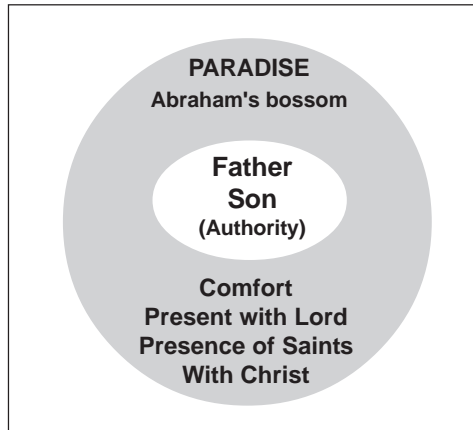 PARADISE
Abraham's bossom
Father
Son
(Authority)
Comfort
Present with Lord
Presence of Saints
With Christ